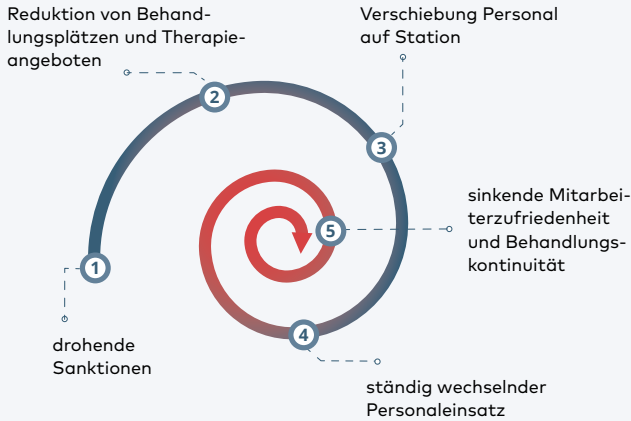 Reduktion von Behand-
lungsplätzen und Therapie-
angeboten
Verschiebung Personal
auf Station
2
3
sinkende Mitarbei-
terzufriedenheit
und Behandlungs-
kontinuität
5
1
4
drohende
Sanktionen
ständig wechselnder
Personaleinsatz